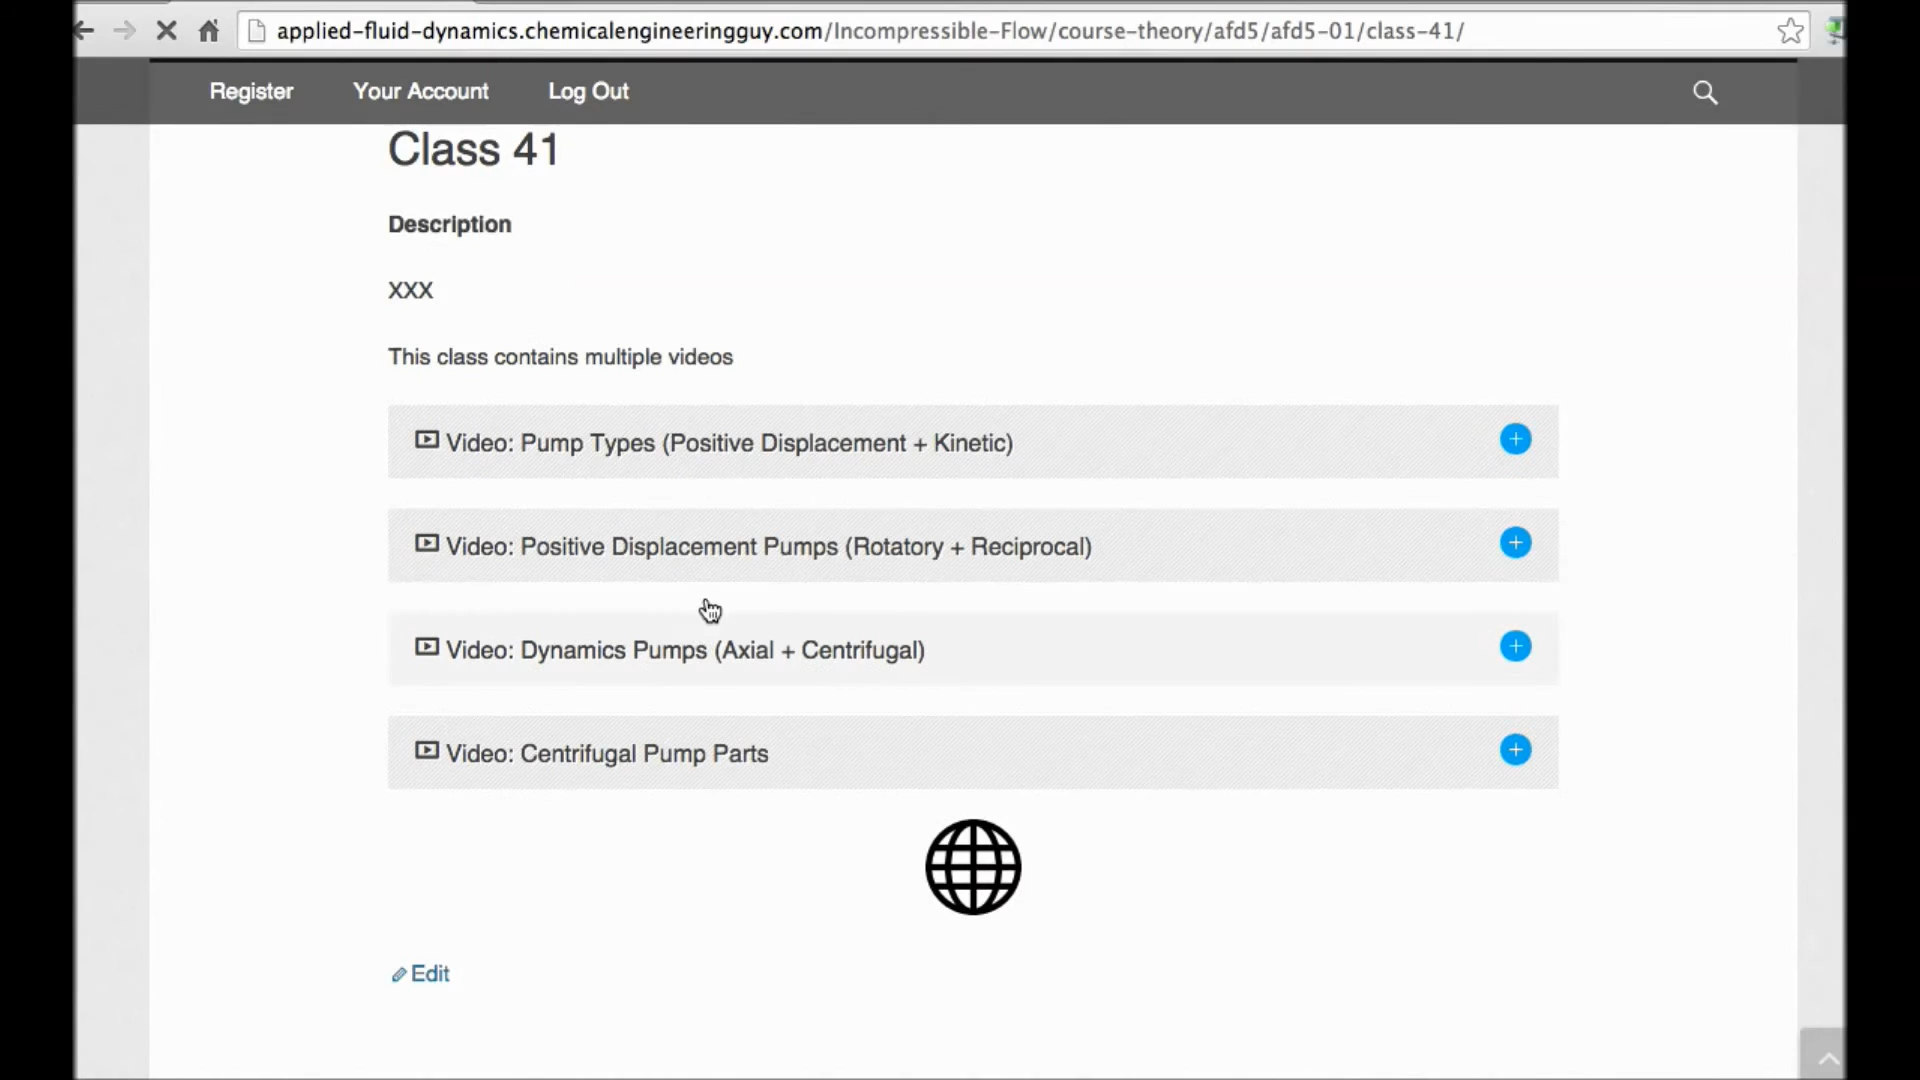 applied-fluid-dynamics.chemicalengineeringguy.com/Incompressible-Flow/course-theory/afd5/afd5-01/class-41/
Register Your Account Log Out
Class 41
Description
XXX
This class contains multiple videos
Video: Pump Types (Positive Displacement + Kinetic)
Video: Positive Displacement Pumps (Rotatory + Reciprocal)
Video: Dynamics Pumps (Axial + Centrifugal)
Video: Centrifugal Pump Parts
Edit